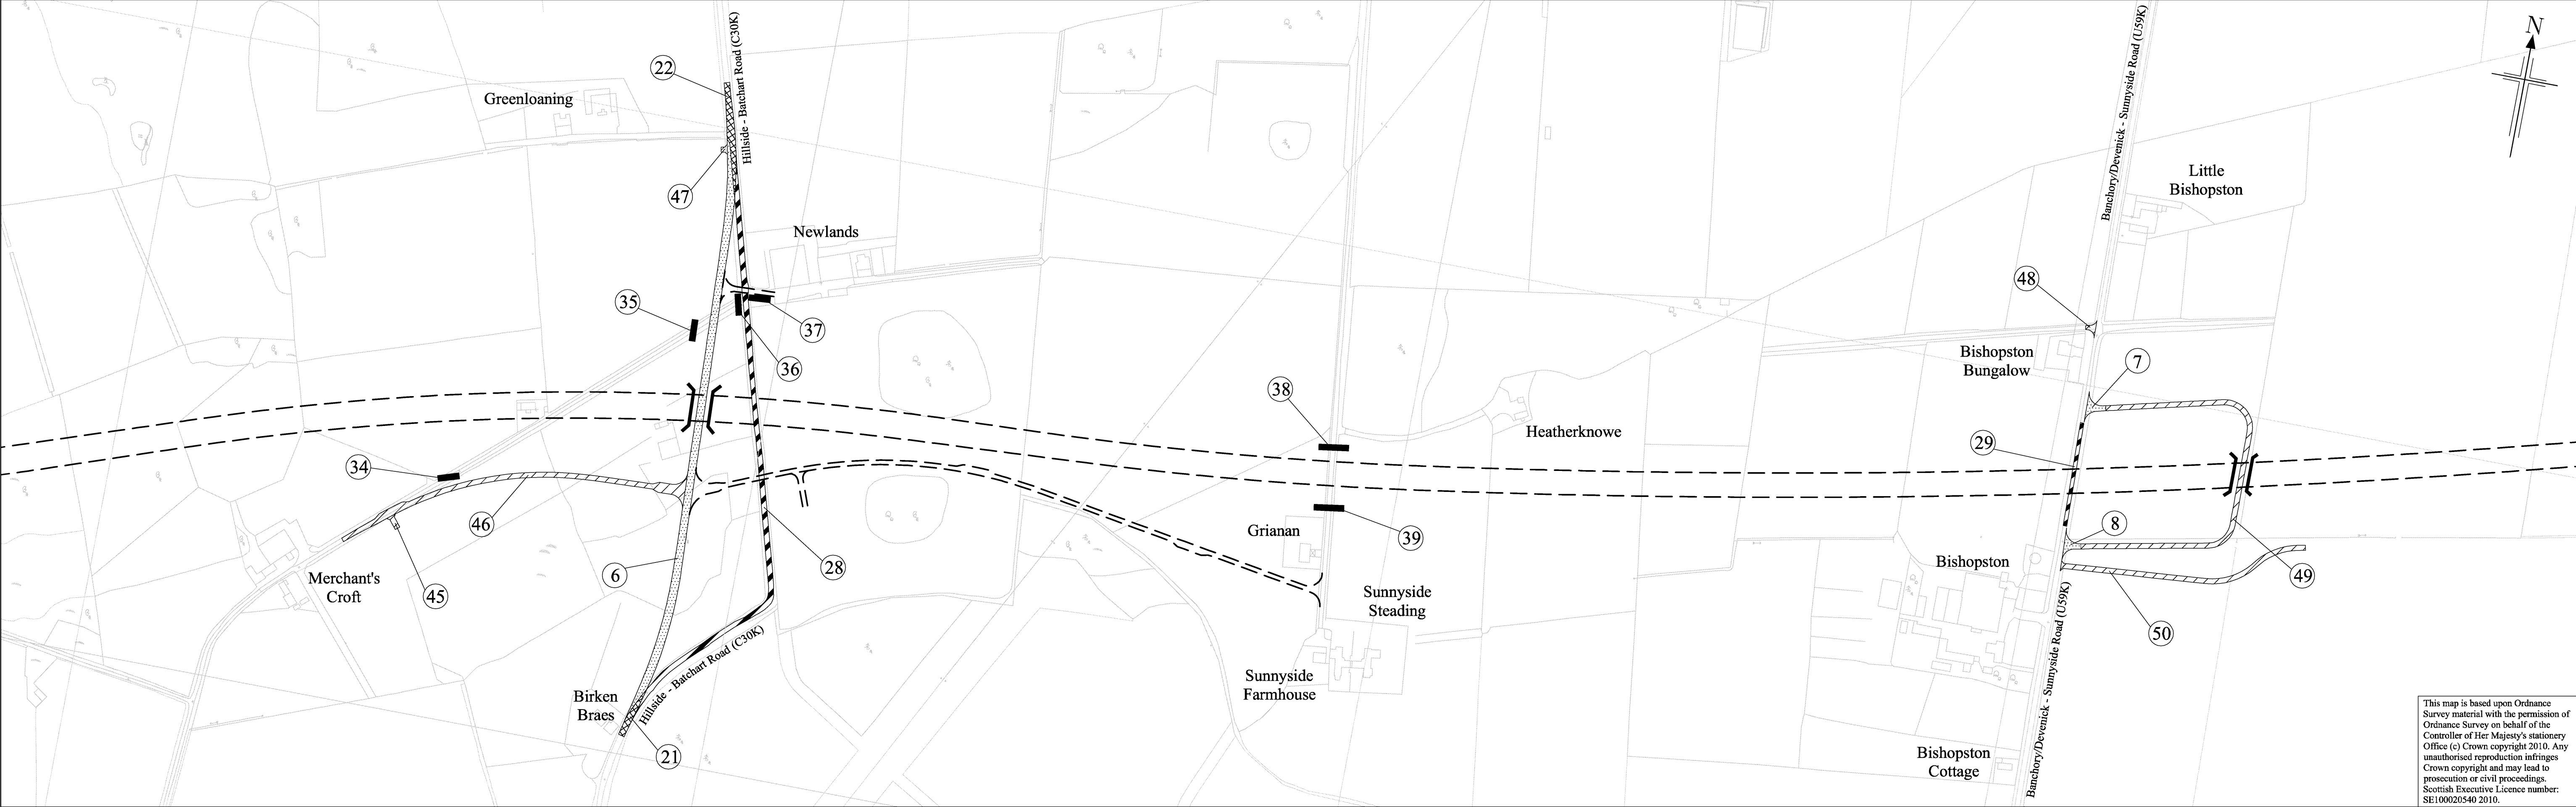 N
22
Hillside - Batchart Road (C30K)
Greenloaning
47
Newlands
35
37
36
34
46
45
Merchant's
Croft
6
28
Hillside - Batchart Road (C30K)
Birken
Braes
21
38
39
Grianan
Heatherknowe
Sunnyside
Steading
Sunnyside
Farmhouse
Banchory/Devenick - Sunnyside Road (U59K)
Little
Bishopston
48
Bishopston
Bungalow
7
29
8
Bishopston
49
50
Banchory/Devenick - Sunnyside Road (U59K)
Bishopston
Cottage
This map is based upon Ordnance
Survey material with the permission of
Ordnance Survey on behalf of the
Controller of Her Majesty's stationery
Office (c) Crown copyright 2010. Any
unauthorised reproduction infringes
Crown copyright and may lead to
prosecution or civil proceedings.
Scottish Executive Licence number:
SE100020540 2010.